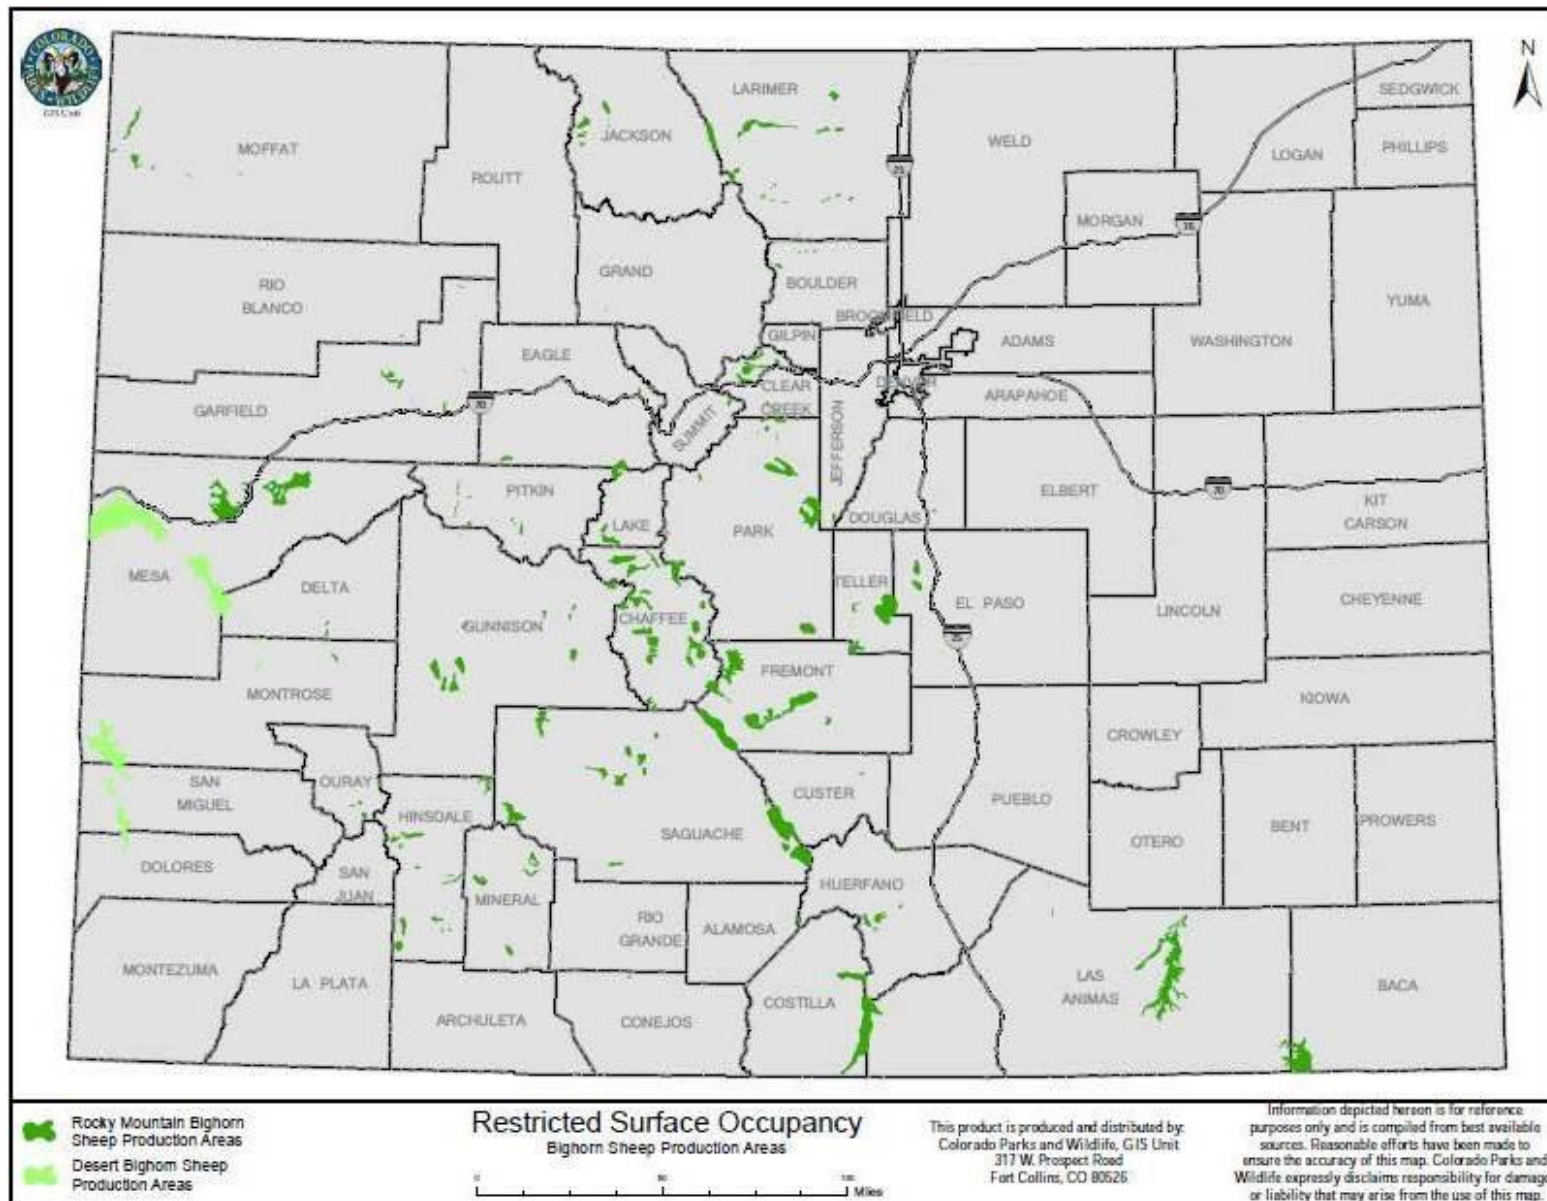 COLORADO
PARKS · WILDLIFE
GIS Unit
N
LARIMER
SEDGWICK
JACKSON
WELD
MOFFAT
LOGAN
PHILLIPS
25
ROUTT
MORGAN
76
GRAND
BOULDER
RIO
BLANCO
YUMA
BROOMFIELD
GILPIN
ADAMS
WASHINGTON
EAGLE
DENVER
CLEAR
CREEK
ARAPAHOE
70
GARFIELD
SUMMIT
JEFFERSON
PITKIN
ELBERT
70
KIT
CARSON
LAKE
DOUGLAS
PARK
MESA
DELTA
TELLER
EL PASO
LINCOLN
CHEYENNE
GUNNISON
CHAFFEE
25
FREMONT
MONTROSE
KIOWA
CROWLEY
SAN
MIGUEL
OURAY
CUSTER
PUEBLO
HINSDALE
SAGUACHE
BENT
PROWERS
OTERO
DOLORES
SAN
JUAN
HUERFANO
MINERAL
RIO
GRANDE
ALAMOSA
MONTEZUMA
LA PLATA
LAS
ANIMAS
BACA
COSTILLA
ARCHULETA
CONEJOS
Rocky Mountain Bighorn
Sheep Production Areas
Desert Bighorn Sheep
Production Areas
Restricted Surface Occupancy
Bighorn Sheep Production Areas
0 50 100
Miles
This product is produced and distributed by:
Colorado Parks and Wildlife, GIS Unit
317 W. Prospect Road
Fort Collins, CO 80526
Information depicted hereon is for reference
purposes only and is compiled from best available
sources. Reasonable efforts have been made to
ensure the accuracy of this map. Colorado Parks and
Wildlife expressly disclaims responsibility for damage
or liability that may arise from the use of this map